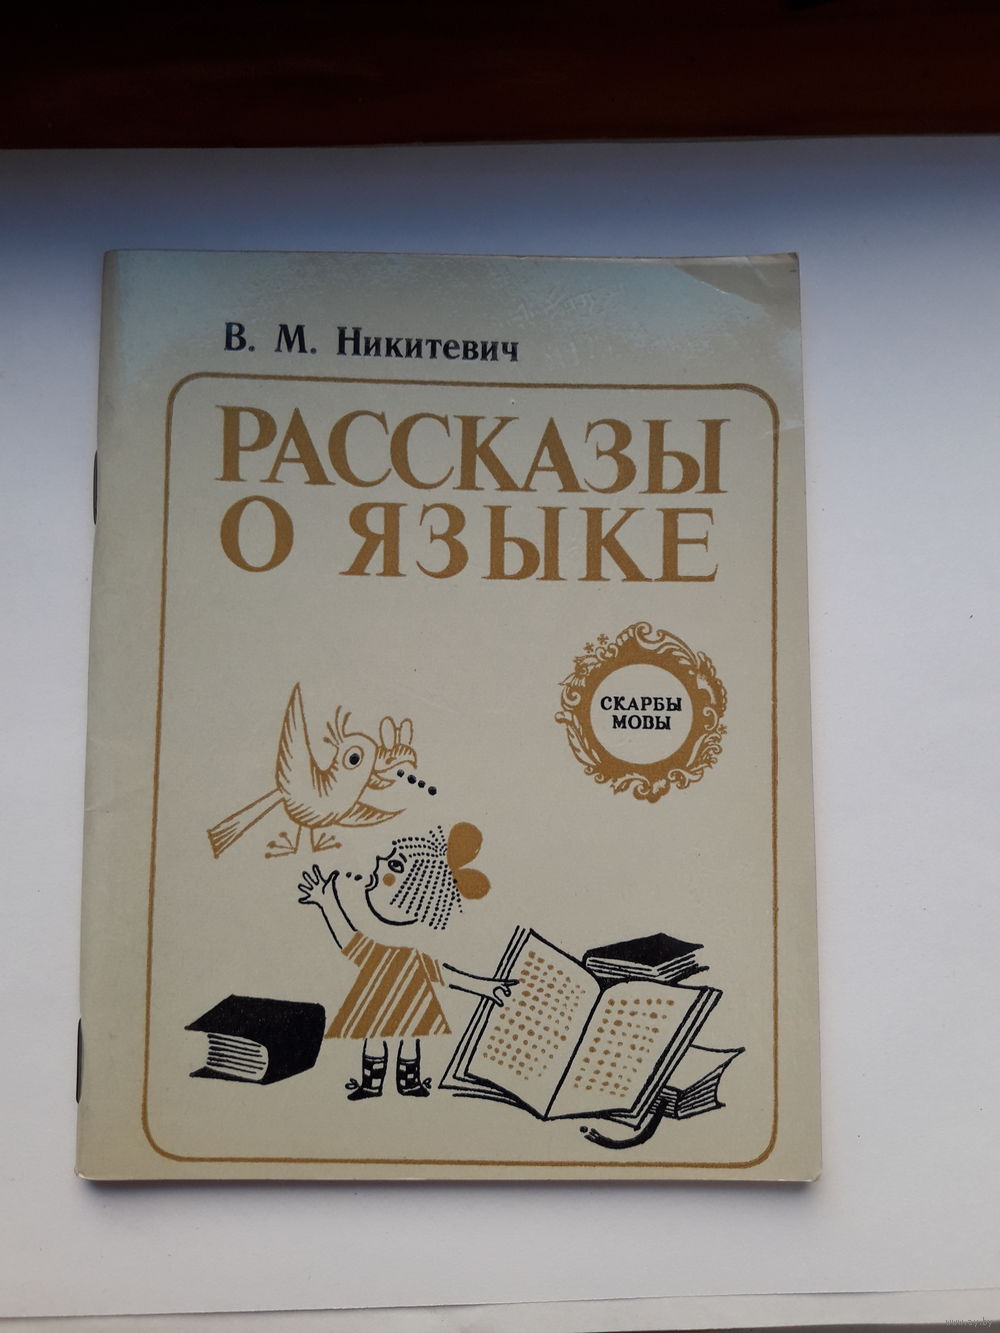 В. М. Никитевич
РАССКАЗЫ
О ЯЗЫКЕ
СКАРБЫ
МОВЫ